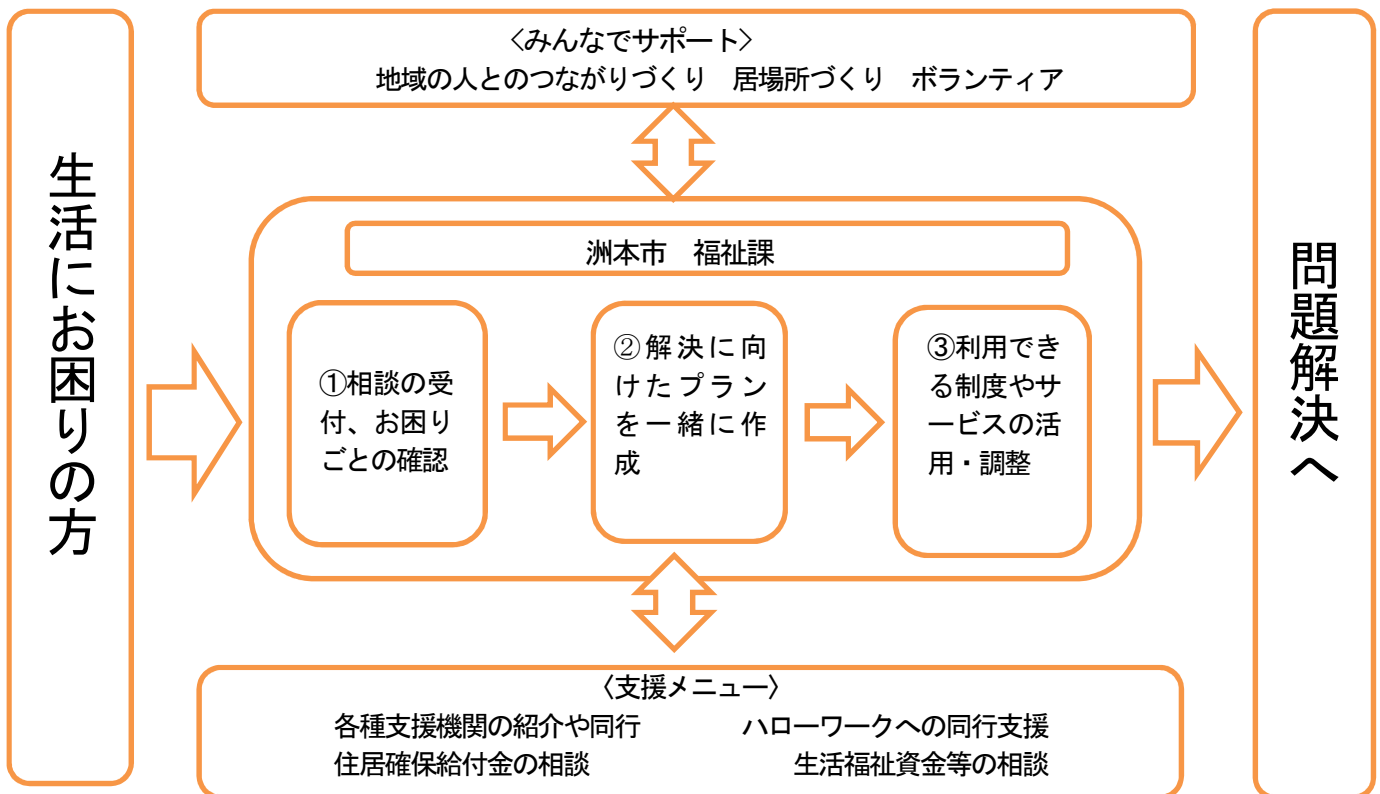 生活にお困りの方
〈みんなでサポート〉
地域の人とのつながりづくり　居場所づくり　ボランティア
洲本市　福祉課
①相談の受
付、お困り
ごとの確認
②解決に向
けたプラン
を一緒に作
成
③利用でき
る制度やサ
ービスの活
用・調整
〈支援メニュー〉
各種支援機関の紹介や同行　ハローワークへの同行支援
住居確保給付金の相談　生活福祉資金等の相談
問題解決へ